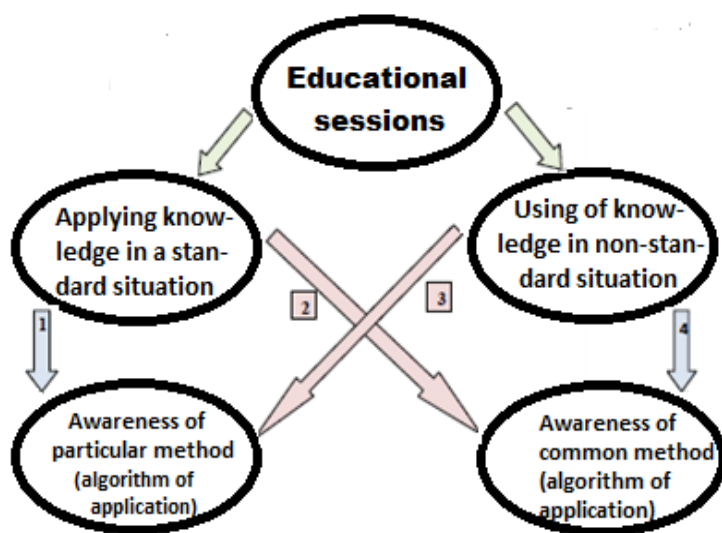 Educational
sessions
Applying know-
ledge in a stan-
dard situation
Using of know-
ledge in non-stan-
dard situation
1
2
3
4
Awareness of
particular method
(algorithm of
application)
Awareness of
common method
(algorithm of
application)